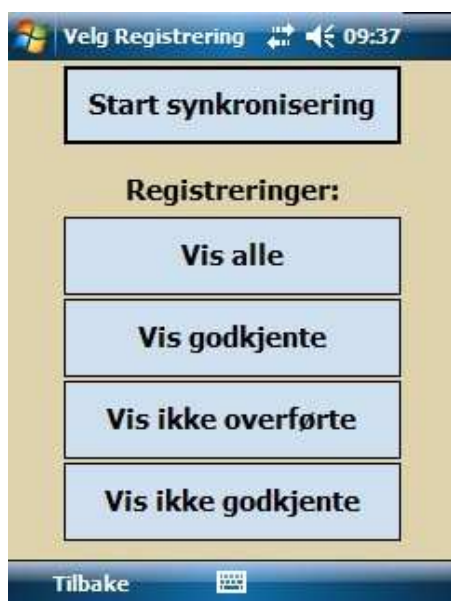 Velg Registrering 09:37
Start synkronisering
Registreringer:
Vis alle
Vis godkjente
Vis ikke overførte
Vis ikke godkjente
Tilbake